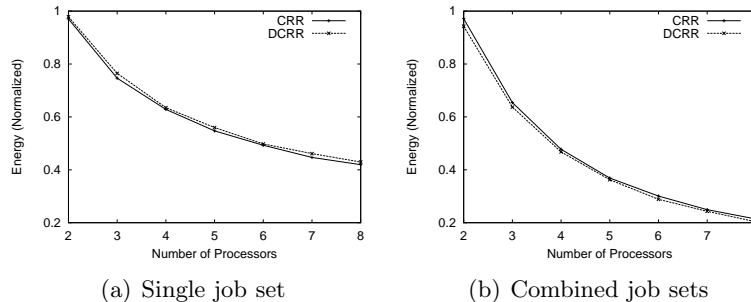 1
0.8
0.6
0.4
0.2
2 3 4 5 6 7 8
Energy (Normalized)
Number of Processors
CRR
DCRR
(a) Single job set
1
0.8
0.6
0.4
0.2
2 3 4 5 6 7
Energy (Normalized)
Number of Processors
CRR
DCRR
(b) Combined job sets